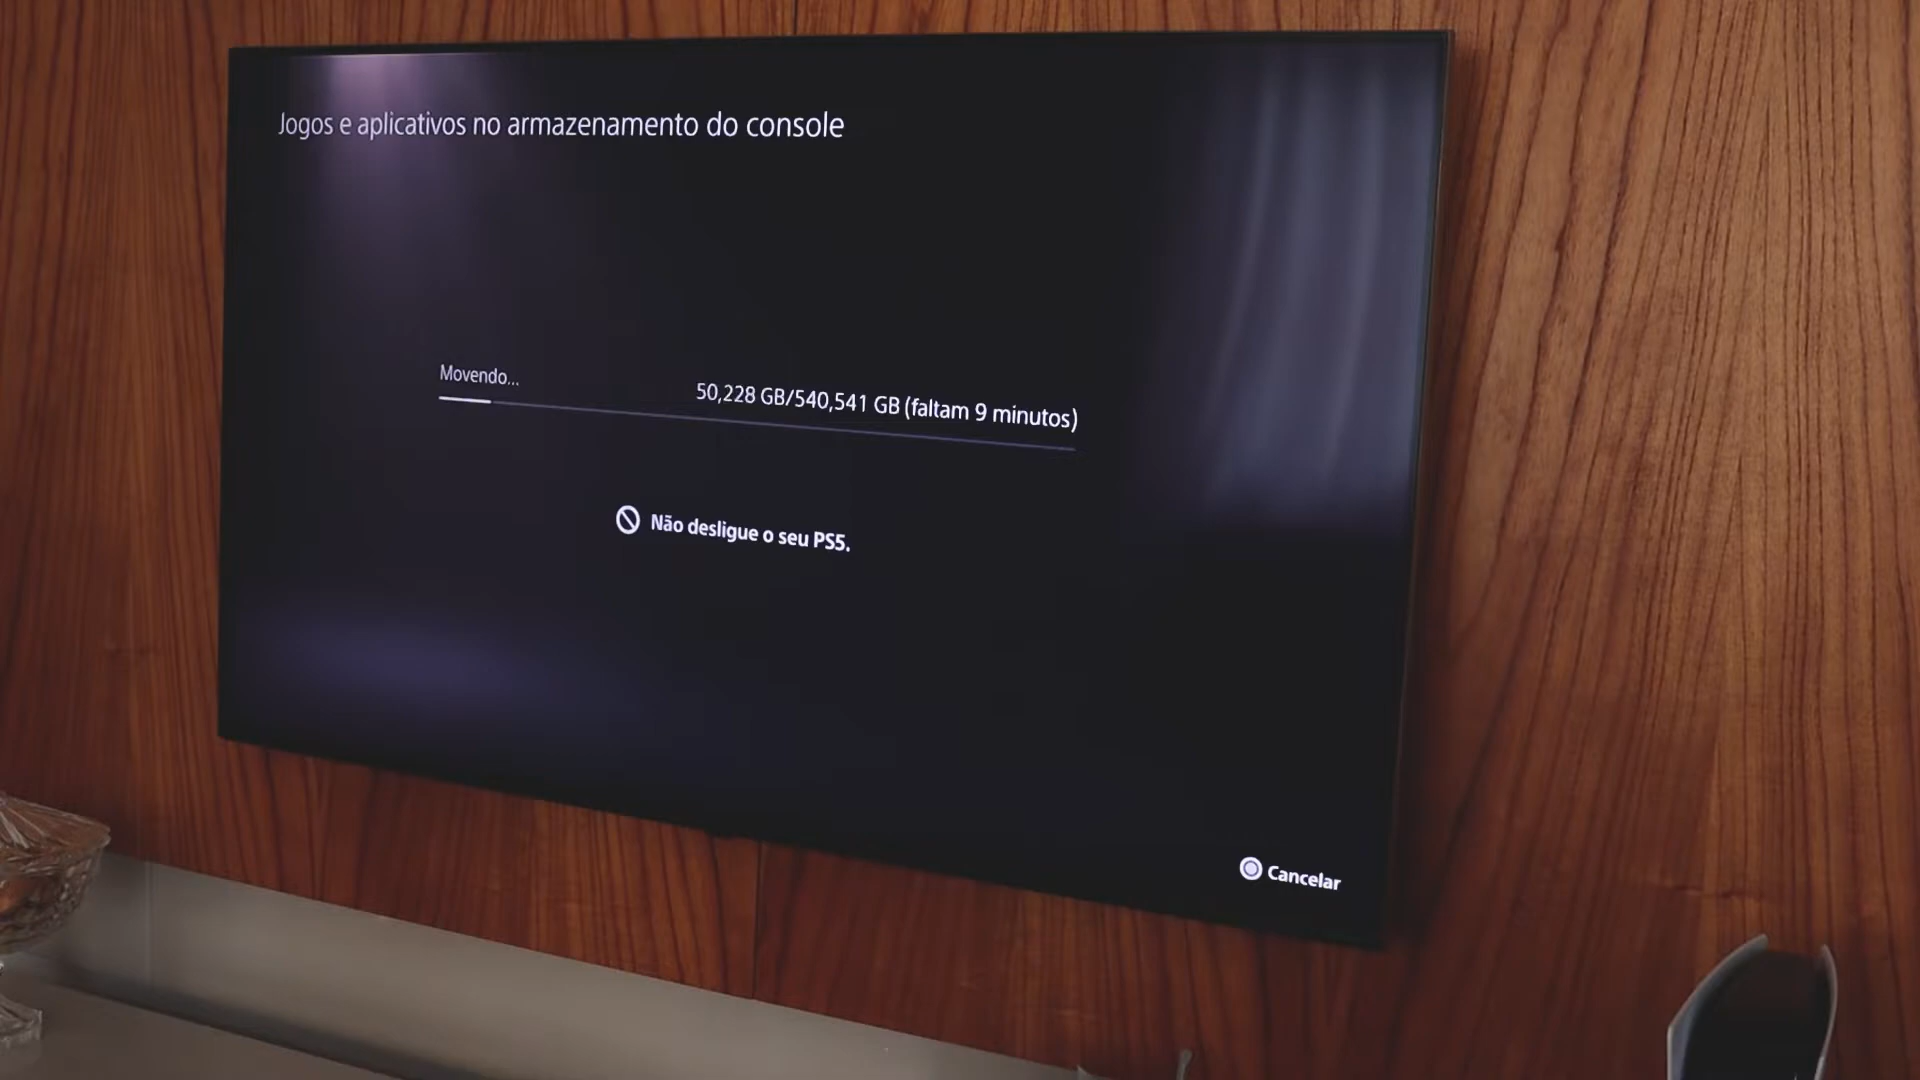 Jogos e aplicativos no armazenamento do console
Movendo...
50,228 GB/540,541 GB (faltam 9 minutos)
Não desligue o seu PS5.
Cancelar